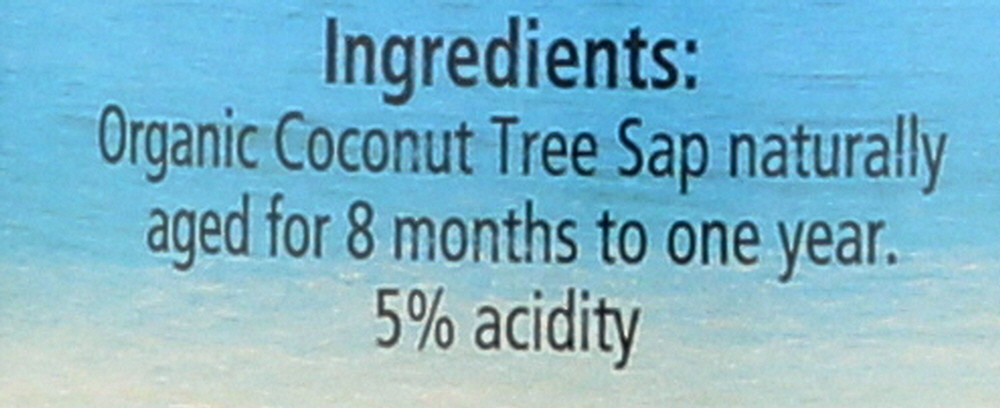 Ingredients:
Organic Coconut Tree Sap naturally
aged for 8 months to one year.
5% acidity